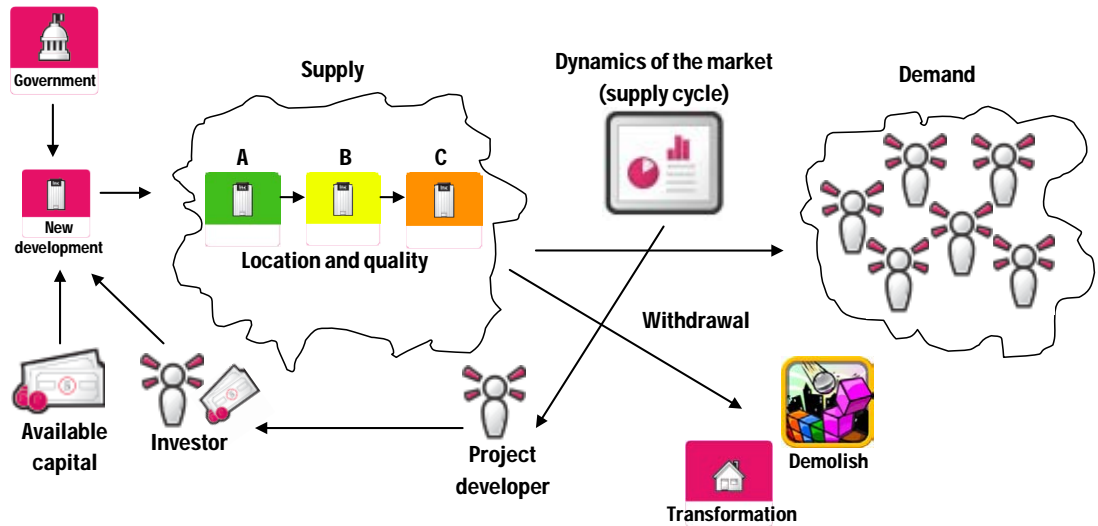 Government
Supply
Dynamics of the market
(supply cycle)
Demand
A
B
C
New
development
Location and quality
Withdrawal
Available
capital
Investor
Project
developer
Demolish
Transformation